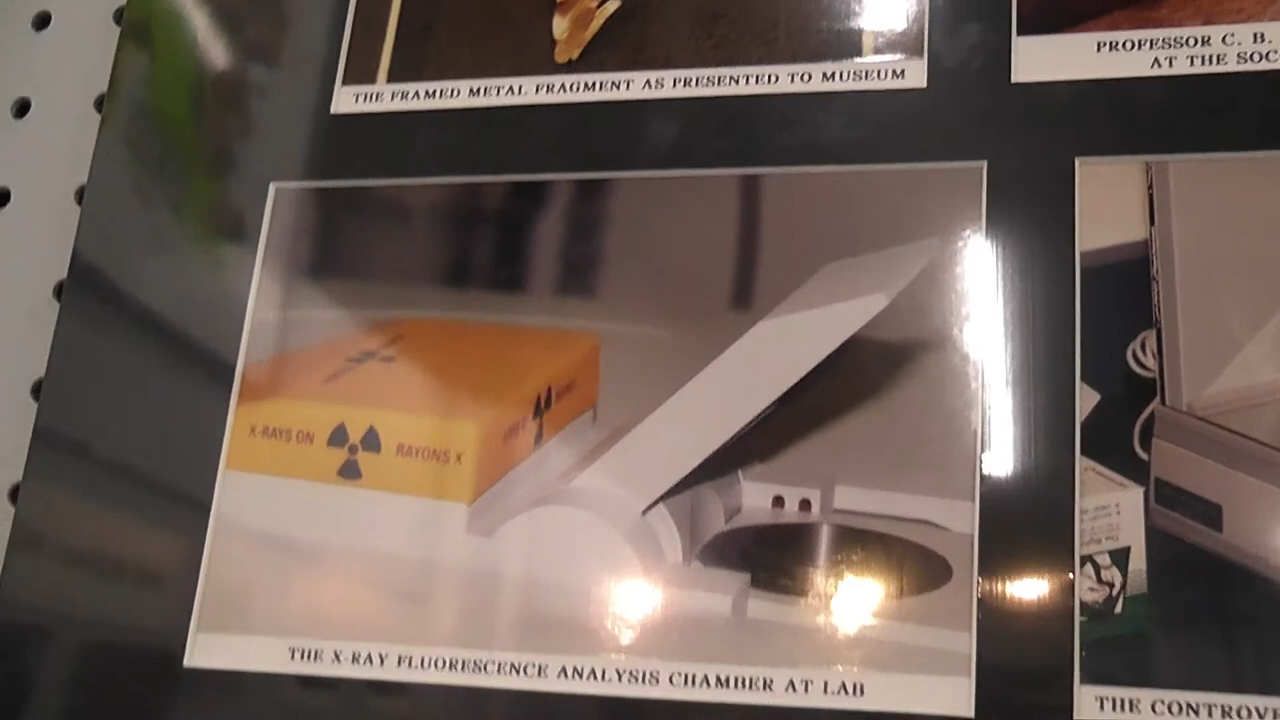 THE FRAMED METAL FRAGMENT AS PRESENTED TO MUSEUM
PROFESSOR C. B.
AT THE SOC
X-RAYS ON
RAYONS X
THE X-RAY FLUORESCENCE ANALYSIS CHAMBER AT LAB
THE CONTROVE